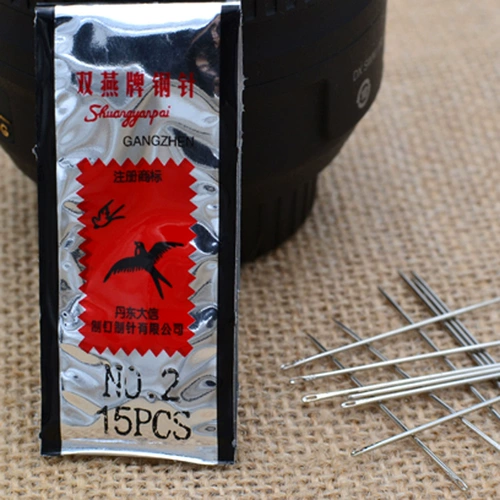 双燕牌钢针
Shuangyanpai
GANGZHEN
注册商标
丹东大信
制钉制针有限公司
NO.2
15PCS